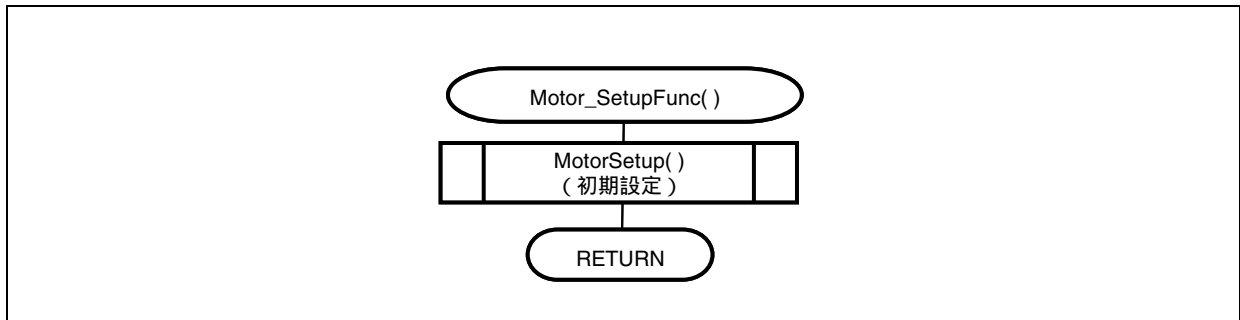 Motor_SetupFunc( )
MotorSetup( )
（初期設定）
RETURN